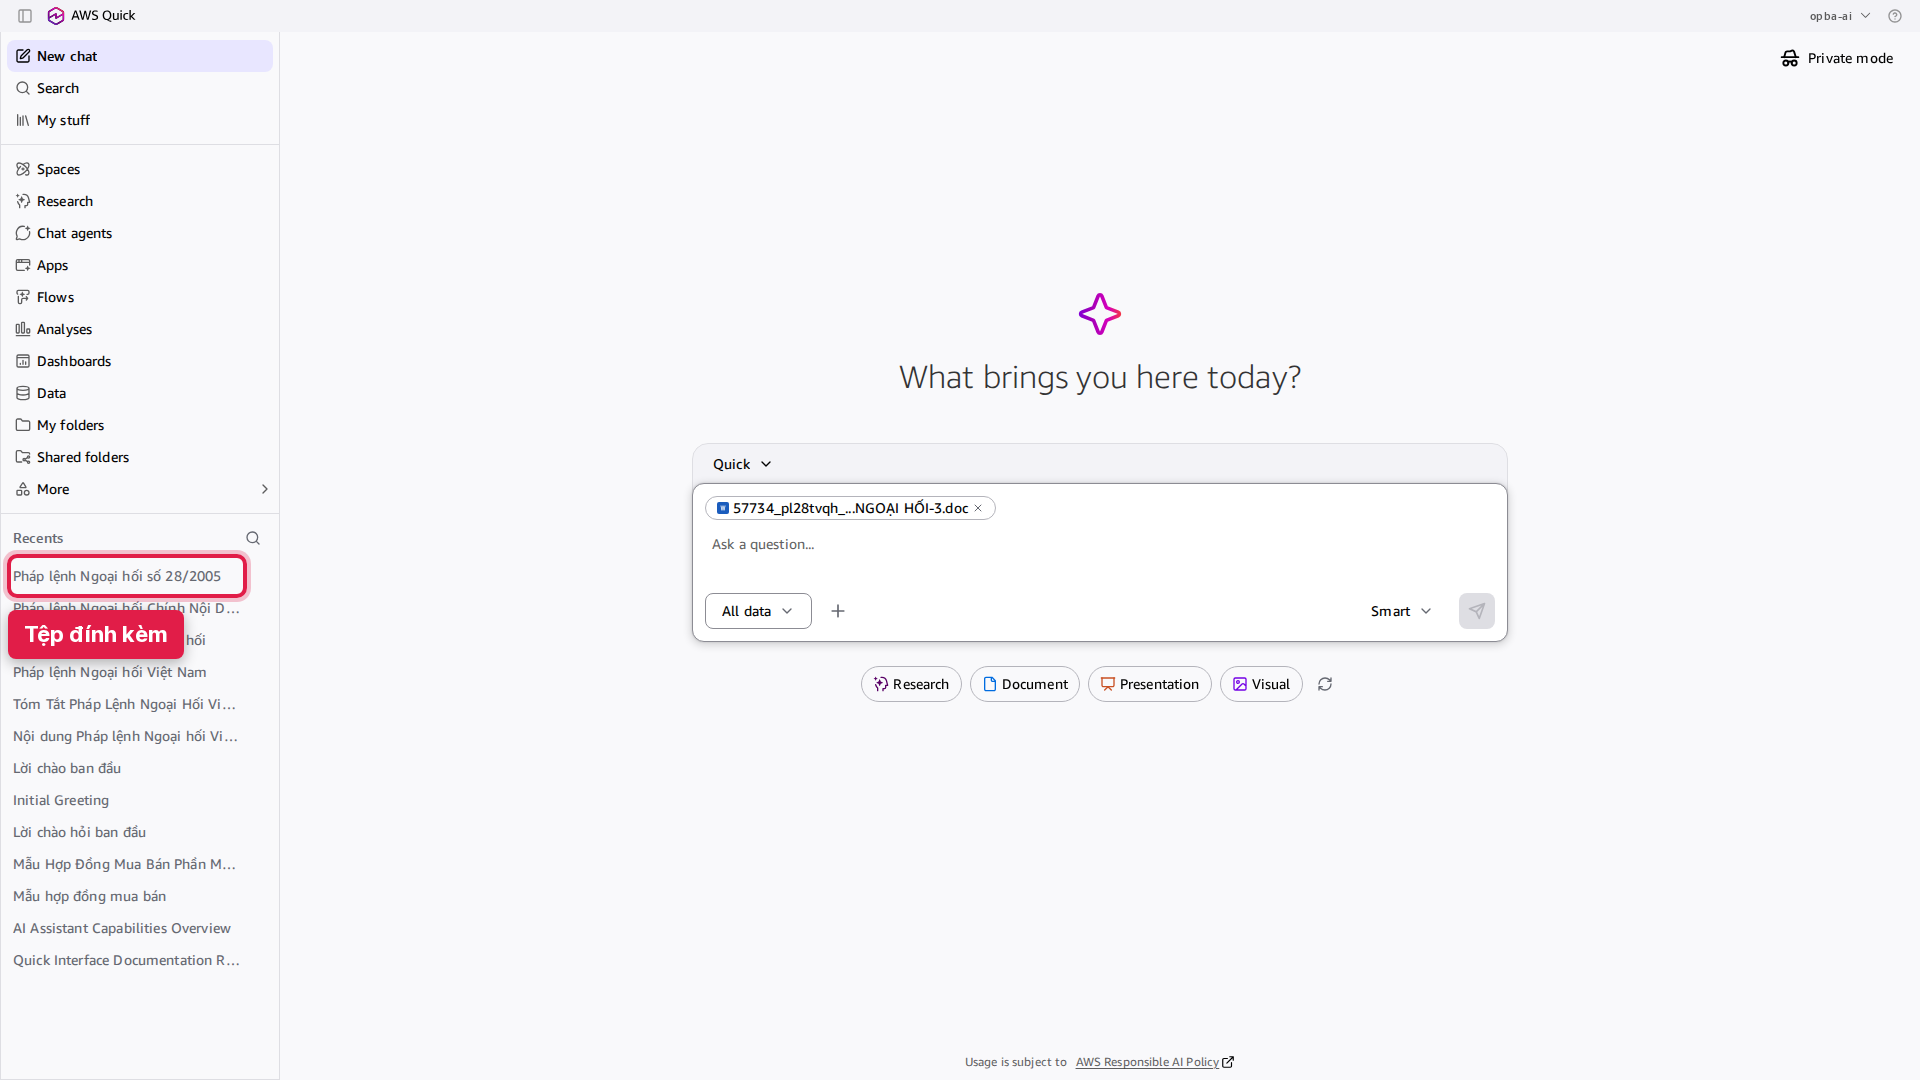 AWS Quick
opba-ai
New chat
Private mode
Search
My stuff
Spaces
Research
Chat agents
Apps
Flows
Analyses
Dashboards
Data
My folders
Shared folders
More
Recents
Pháp lệnh Ngoại hối số 28/2005
Pháp lệnh Ngoại hối Chính Nội D...
Tệp đính kèm
hối
Pháp lệnh Ngoại hối Việt Nam
Tóm Tắt Pháp Lệnh Ngoại Hối Vi...
Nội dung Pháp lệnh Ngoại hối Vi...
Lời chào ban đầu
Initial Greeting
Lời chào hỏi ban đầu
Mẫu Hợp Đồng Mua Bán Phần M...
Mẫu hợp đồng mua bán
AI Assistant Capabilities Overview
Quick Interface Documentation R...
What brings you here today?
Quick
57734_pl28tvqh_...NGOẠI HỐI-3.doc
Ask a question...
All data
Smart
Research
Document
Presentation
Visual
Usage is subject to AWS Responsible AI Policy